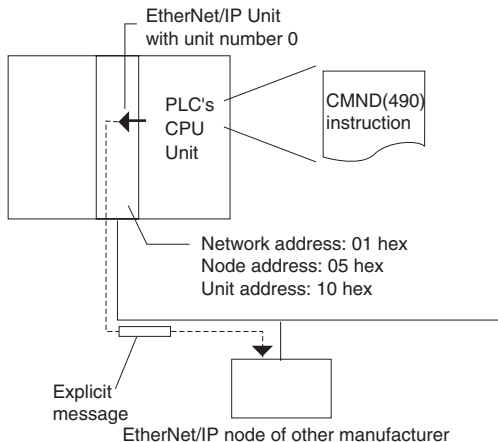 EtherNet/IP Unit
with unit number 0
PLC's
CPU
Unit
CMND(490)
instruction
Network address: 01 hex
Node address: 05 hex
Unit address: 10 hex
Explicit
message
EtherNet/IP node of other manufacturer